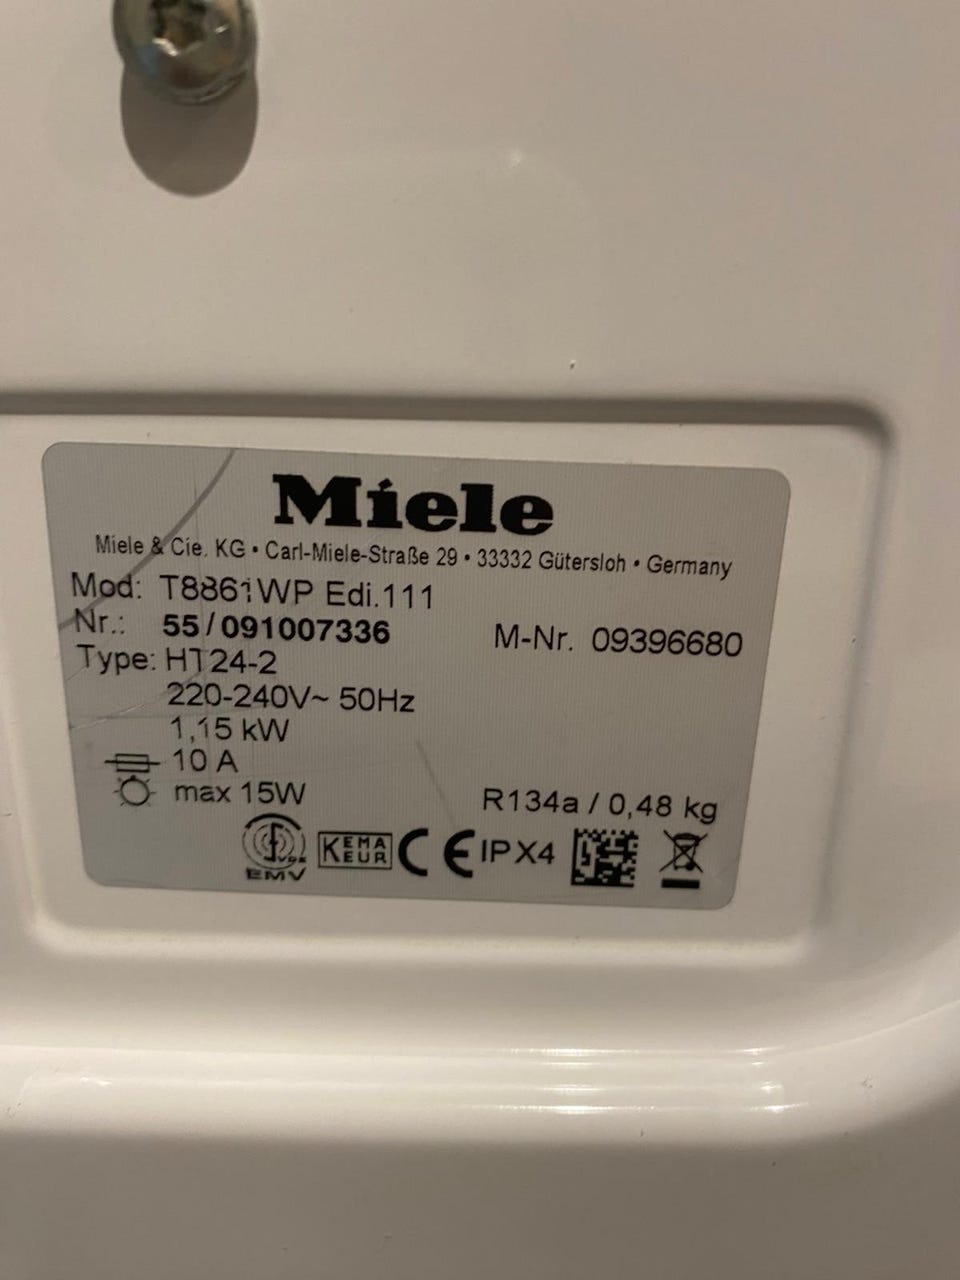 Miele
Miele & Cie. KG • Carl-Miele-Straße 29 • 33332 Gütersloh • Germany
Mod: T8861WP Edi.111
Nr.: 55/091007336 M-Nr. 09396680
Type: HT24-2
220-240V~ 50Hz
1,15 kW
10 A
max 15W R134a / 0,48 kg
VDE EMV KEMA KEUR CE IPX4